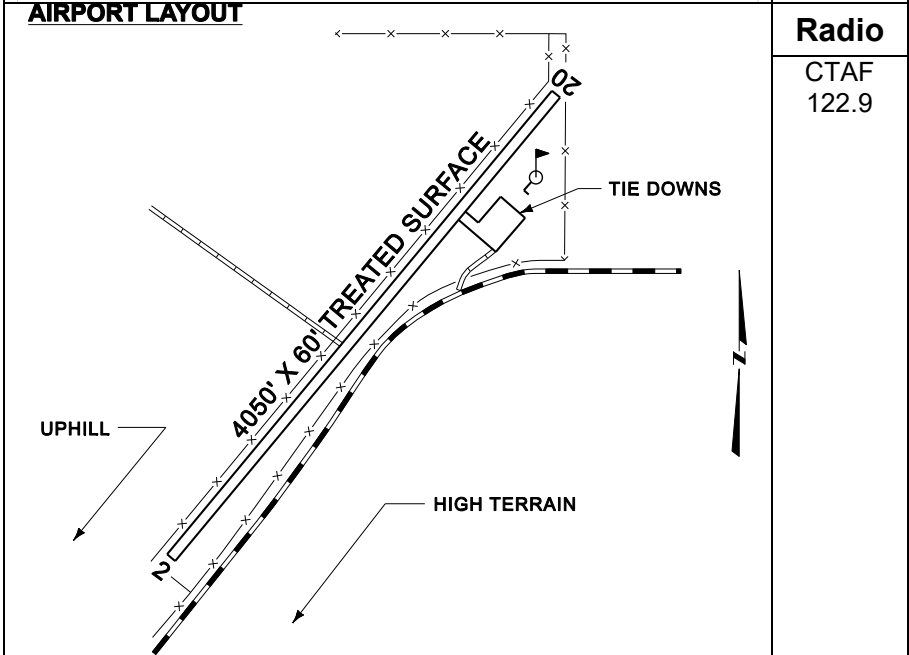 AIRPORT LAYOUT
20
TIE DOWNS
4050' X 60' TREATED SURFACE
UPHILL
HIGH TERRAIN
2
N
Radio
CTAF
122.9